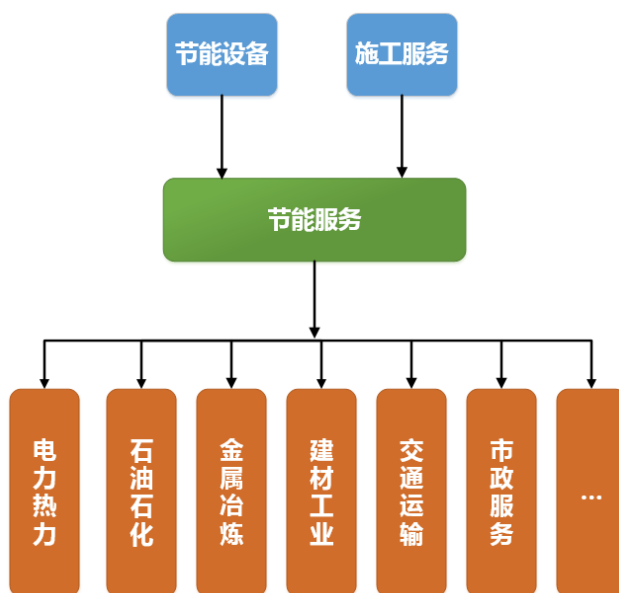 节能设备
施工服务
节能服务
电力热力
石油石化
金属冶炼
建材工业
交通运输
市政服务
...